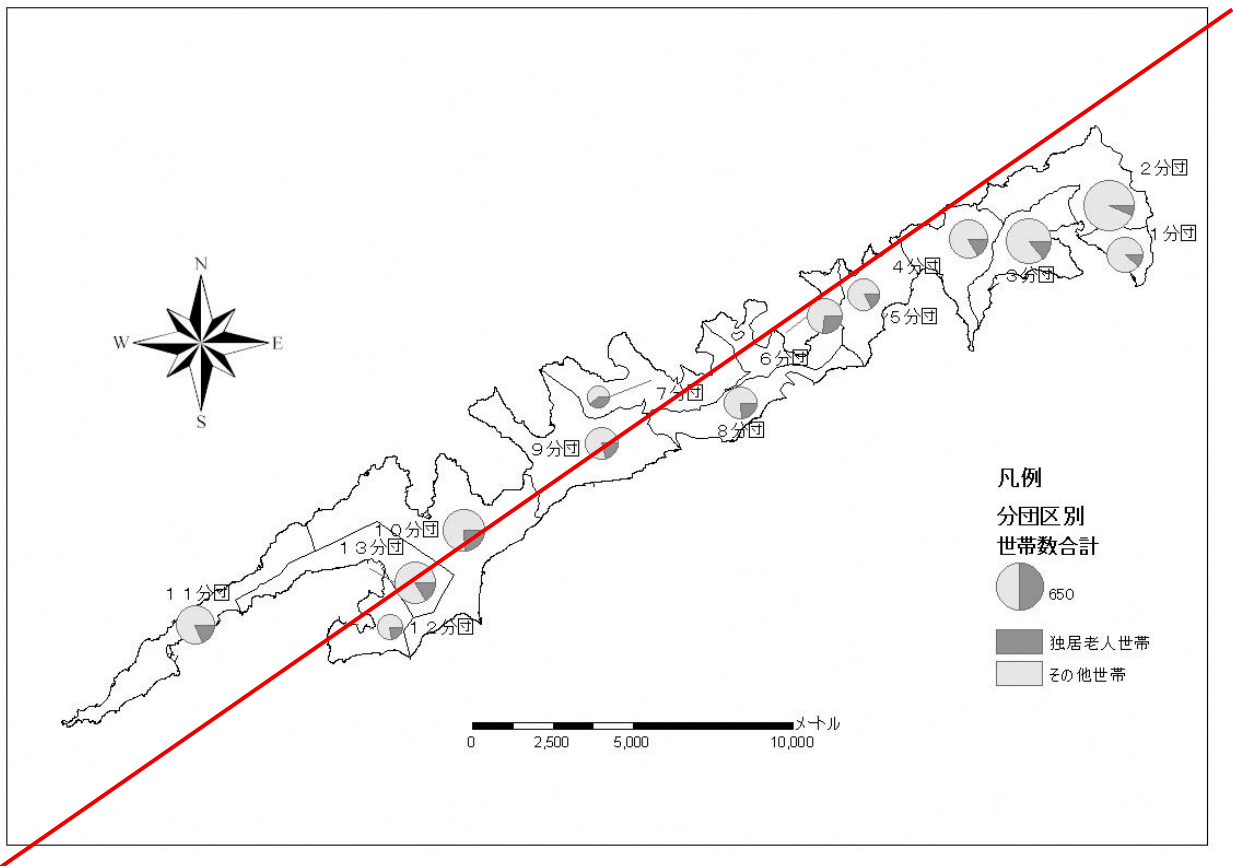 ２分団
１分団
３分団
４分団
５分団
６分団
７分団
８分団
９分団
１０分団
１３分団
１１分団
１２分団
N
W
E
S
凡例
分団区別
世帯数合計
650
独居老人世帯
その他世帯
メートル
0 2,500 5,000 10,000